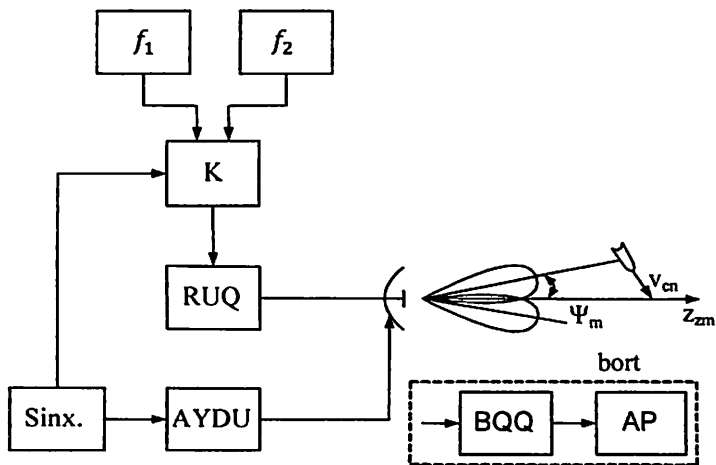 f₁
f₂
K
RUQ
Vcn
Ψm
Zzm
bort
Sinx.
AYDU
BQQ
AP